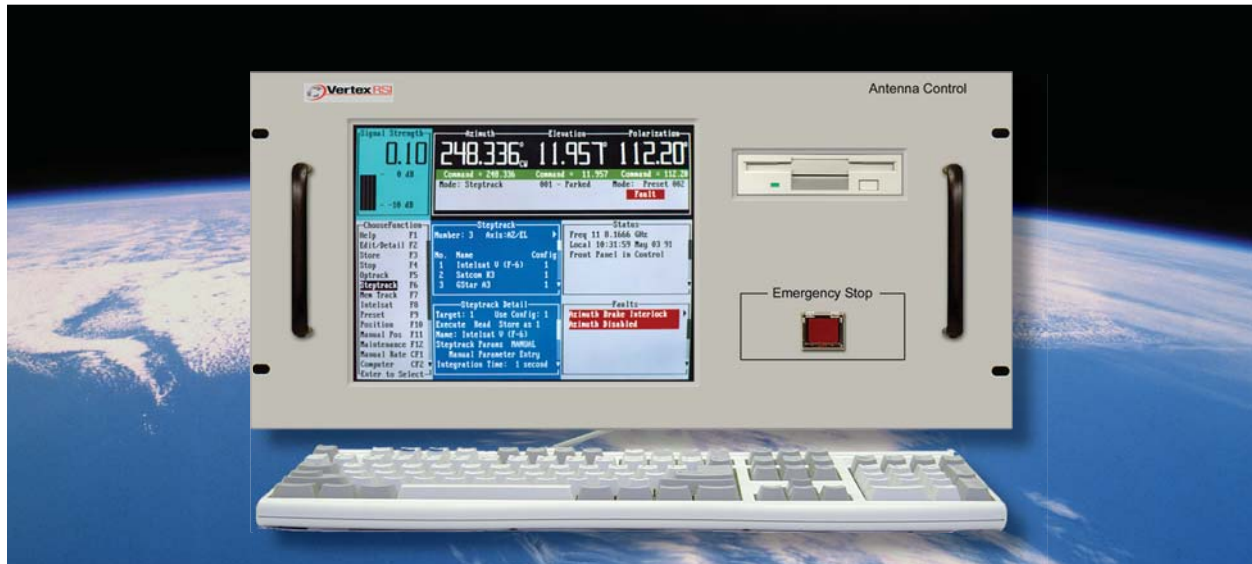 VertexRSI
Antenna Control
Signal Strength
0.10
0 dB
-10 dB
Azimuth Elevation Polarization
248.336°CW 11.957T 112.20°
Command = 248.336 Command = 11.957 Command = 112.20
Mode: Steptrack 001 - Parked Mode: Preset 002
Fault
ChooseFunction
Help F1
Edit/Detail F2
Store F3
Stop F4
Optrack F5
Steptrack F6
Mem Track F7
Intelsat F8
Preset F9
Position F10
Manual Pos F11
Maintenance F12
Manual Rate CF1
Computer CF2
Enter to Select
Steptrack
Number: 3 Axis:AZ/EL
No. Name Config
1 Intelsat V (F-6) 1
2 Satcom K3 1
3 GStar A3 1
Status
Freq 11 8.1666 GHz
Local 10:31:59 May 03 91
Front Panel in Control
Steptrack Detail
Target: 1 Use Config: 1
Execute Read Store as 1
Name: Intelsat V (F-6)
Steptrack Params MANUAL
Manual Parameter Entry
Integration Time: 1 second
Faults
Azimuth Brake Interlock
Azimuth Disabled
Emergency Stop